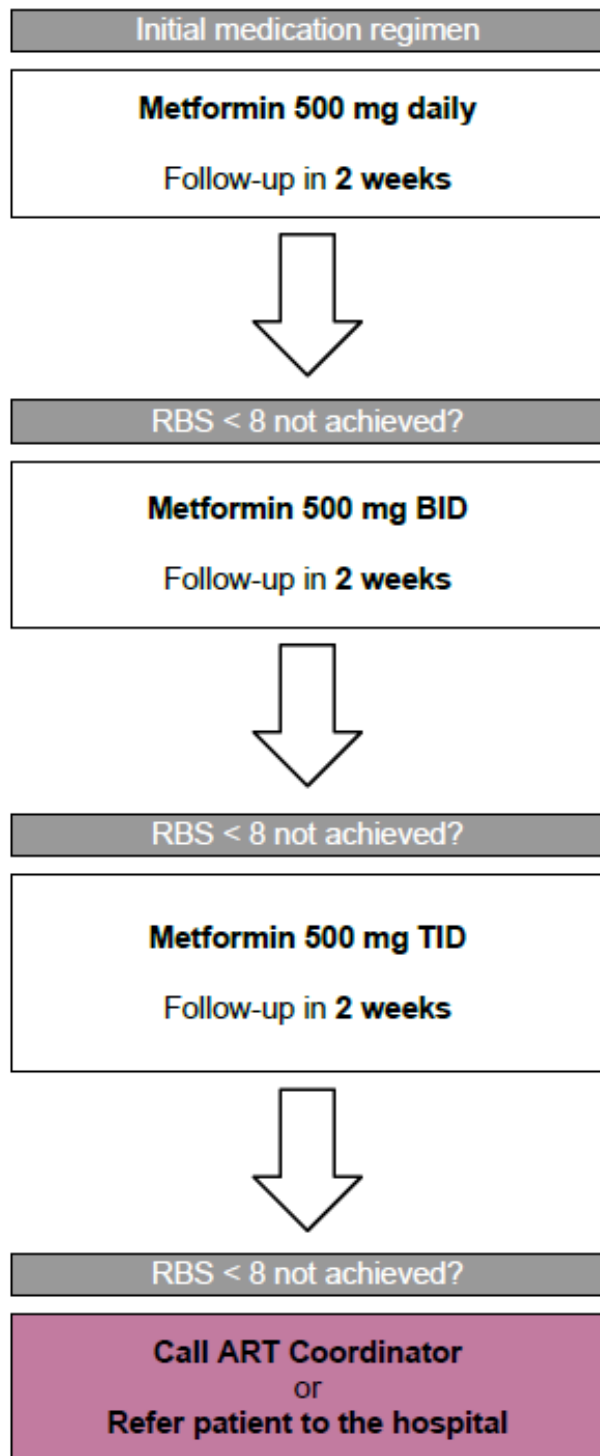 Initial medication regimen
Metformin 500 mg daily
Follow-up in 2 weeks
RBS < 8 not achieved?
Metformin 500 mg BID
Follow-up in 2 weeks
RBS < 8 not achieved?
Metformin 500 mg TID
Follow-up in 2 weeks
RBS < 8 not achieved?
Call ART Coordinator
or
Refer patient to the hospital